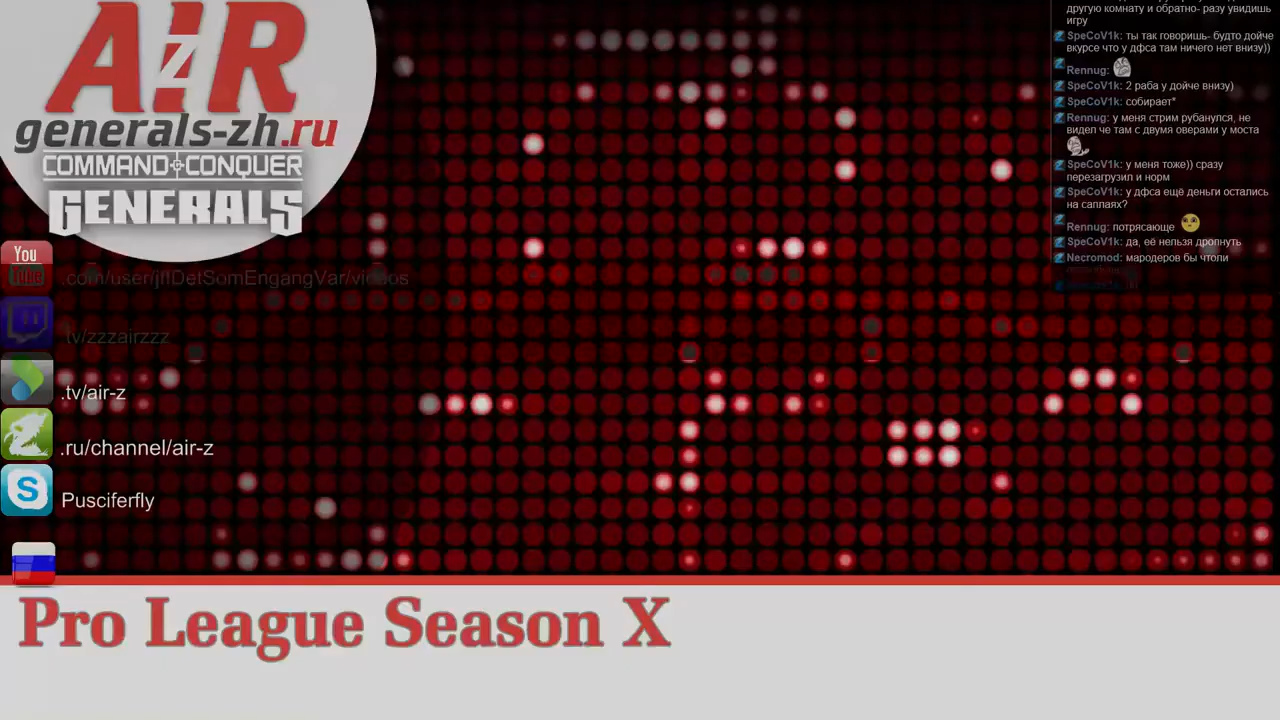 AiR
Z
generals-zh.ru
COMMAND CONQUER
GENERALS
You
Tube
.com/user/jffDetSomEngangVar/videos
.tv/zzzairzzz
.tv/air-z
.ru/channel/air-z
S
Pusciferfly
Pro League Season X
другую комнату и обратно- разу увидишь
игру
SpeCoV1k: ты так говоришь- будто дойче
вкурсе что у дфса там ничего нет внизу))
Rennug:
SpeCoV1k: 2 раба у дойче внизу)
SpeCoV1k: собирает*
Rennug: у меня стрим рубанулся, не
видел че там с двумя оверами у моста
SpeCoV1k: у меня тоже)) сразу
перезагрузил и норм
SpeCoV1k: у дфса ещё деньги остались
на саплаях?
Rennug: потрясающе
SpeCoV1k: да, её нельзя дропнуть
Necromod: мародеров бы чтоли